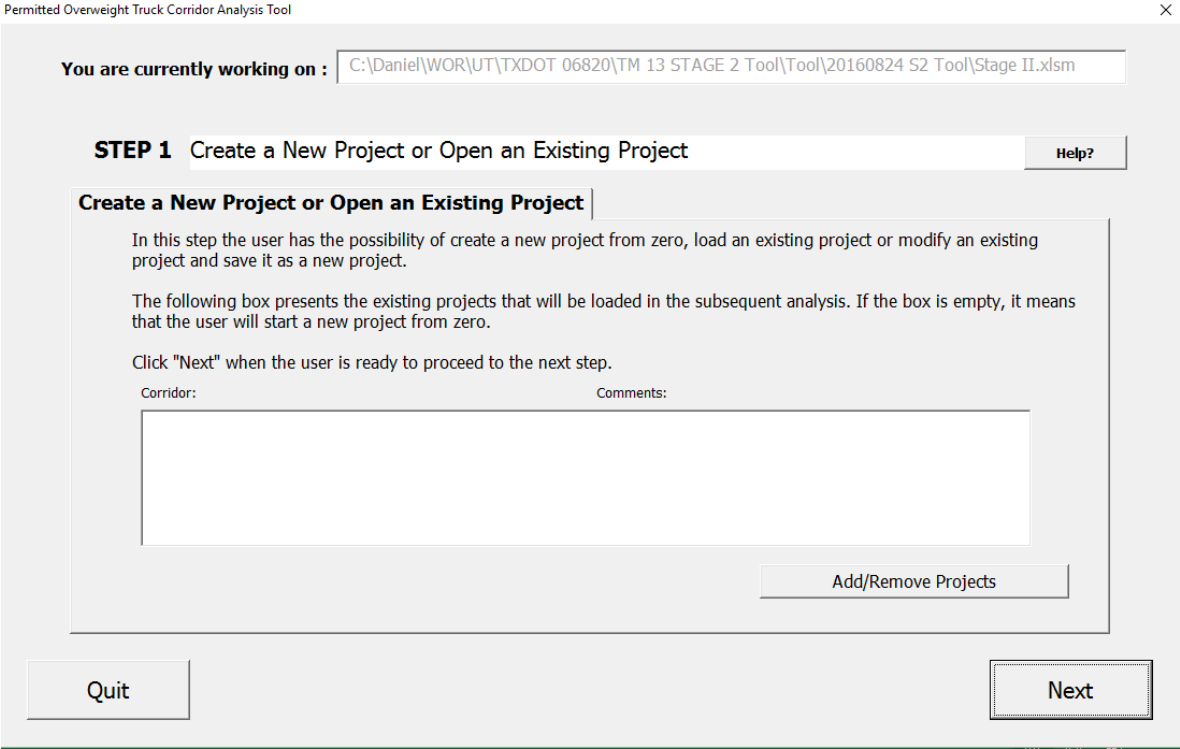 Permitted Overweight Truck Corridor Analysis Tool
You are currently working on : C:\Daniel\WOR\UT\TXDOT 06820\TM 13 STAGE 2 Tool\Tool\20160824 S2 Tool\Stage II.xlsm
STEP 1 Create a New Project or Open an Existing Project Help?
Create a New Project or Open an Existing Project
In this step the user has the possibility of create a new project from zero, load an existing project or modify an existing
project and save it as a new project.
The following box presents the existing projects that will be loaded in the subsequent analysis. If the box is empty, it means
that the user will start a new project from zero.
Click "Next" when the user is ready to proceed to the next step.
Corridor: Comments:
Add/Remove Projects
Quit Next